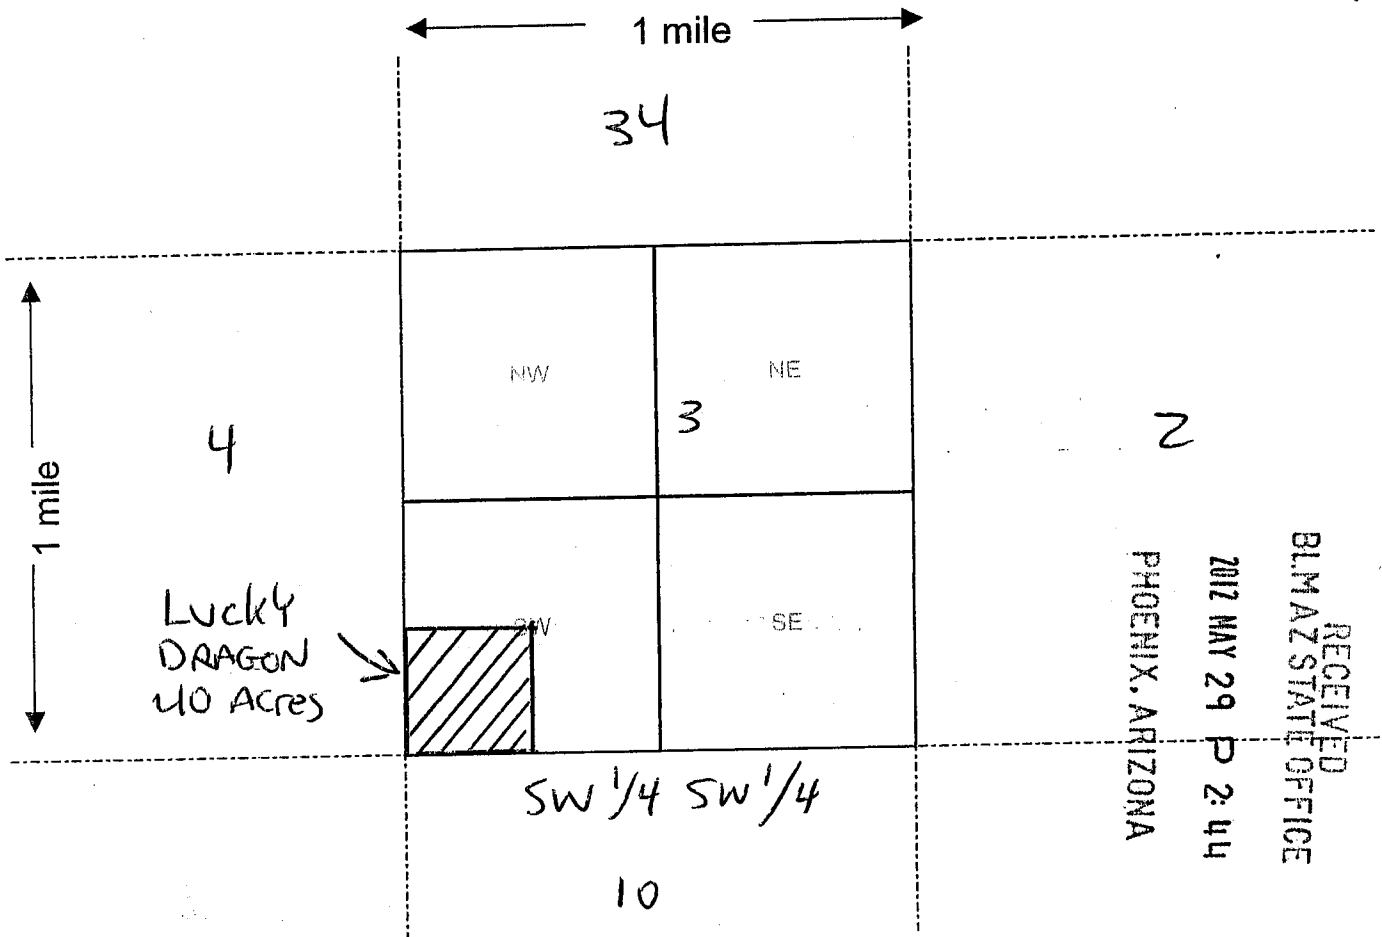 1 mile
34
NW
NE
3
4
2
1 mile
Lucky
DRAGON
40 Acres
SW
SE
SW 1/4 SW 1/4
10
RECEIVED
BLM AZ STATE OFFICE
2012 MAY 29 P 2:44
PHOENIX, ARIZONA